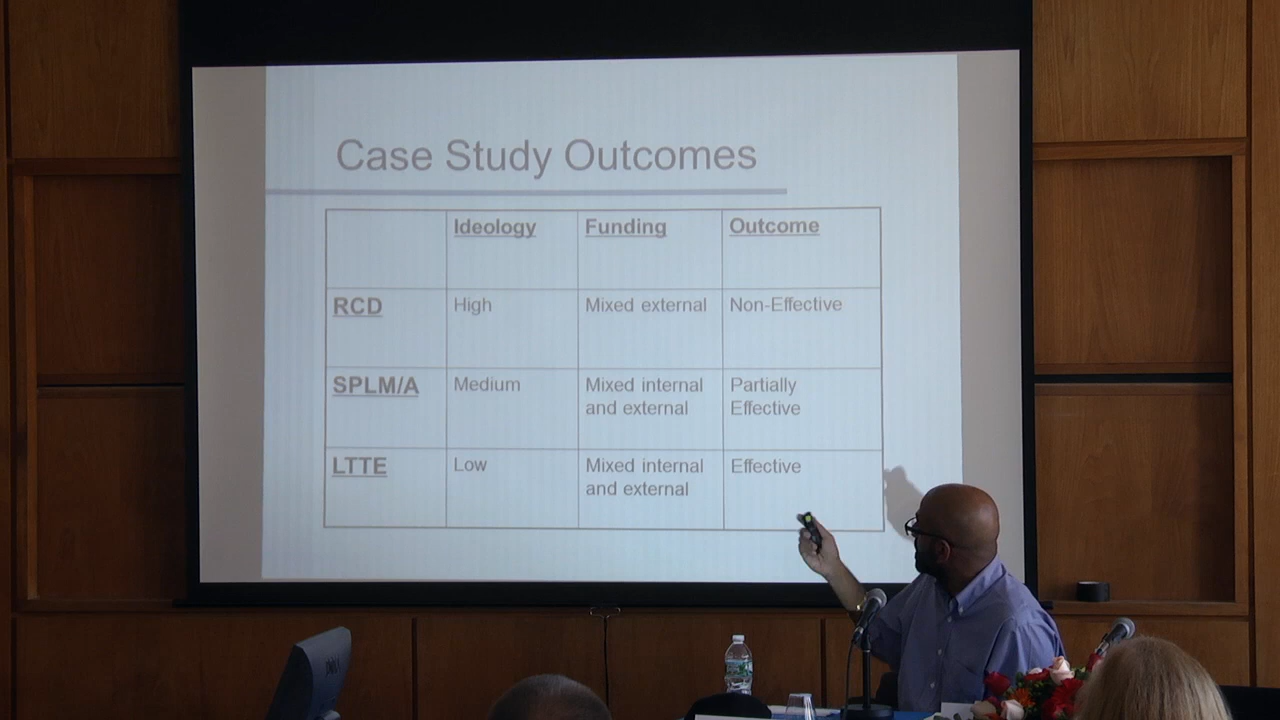 Case Study Outcomes
Ideology Funding Outcome
RCD High Mixed external Non-Effective
SPLM/A Medium Mixed internal and external Partially Effective
LTTE Low Mixed internal and external Effective
DELL